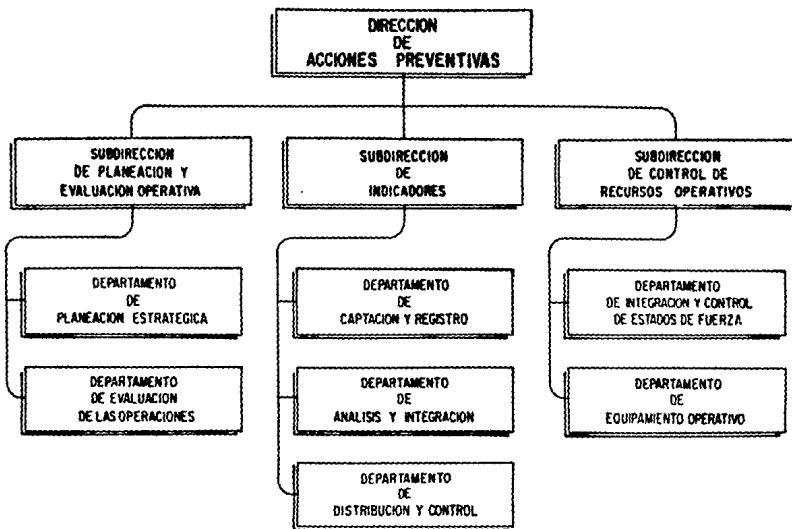 DIRECCION
DE
ACCIONES PREVENTIVAS
SUBDIRECCION
DE PLANEACION Y
EVALUACION OPERATIVA
SUBDIRECCION
DE
INDICADORES
SUBDIRECCION
DE CONTROL DE
RECURSOS OPERATIVOS
DEPARTAMENTO
DE
PLANEACION ESTRATEGICA
DEPARTAMENTO
DE
CAPTACION Y REGISTRO
DEPARTAMENTO
DE INTEGRACION Y CONTROL
DE ESTADOS DE FUERZA
DEPARTAMENTO
DE EVALUACION
DE LAS OPERACIONES
DEPARTAMENTO
DE
ANALISIS Y INTEGRACION
DEPARTAMENTO
DE
EQUIPAMIENTO OPERATIVO
DEPARTAMENTO
DE
DISTRIBUCION Y CONTROL